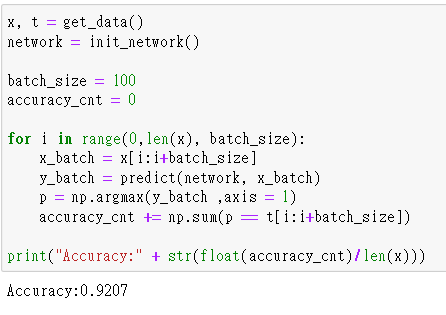 x, t = get_data()
network = init_network()
batch_size = 100
accuracy_cnt = 0
for i in range(0,len(x), batch_size):
    x_batch = x[i:i+batch_size]
    y_batch = predict(network, x_batch)
    p = np.argmax(y_batch ,axis = 1)
    accuracy_cnt += np.sum(p == t[i:i+batch_size])
print("Accuracy:" + str(float(accuracy_cnt)/len(x)))
Accuracy:0.9207